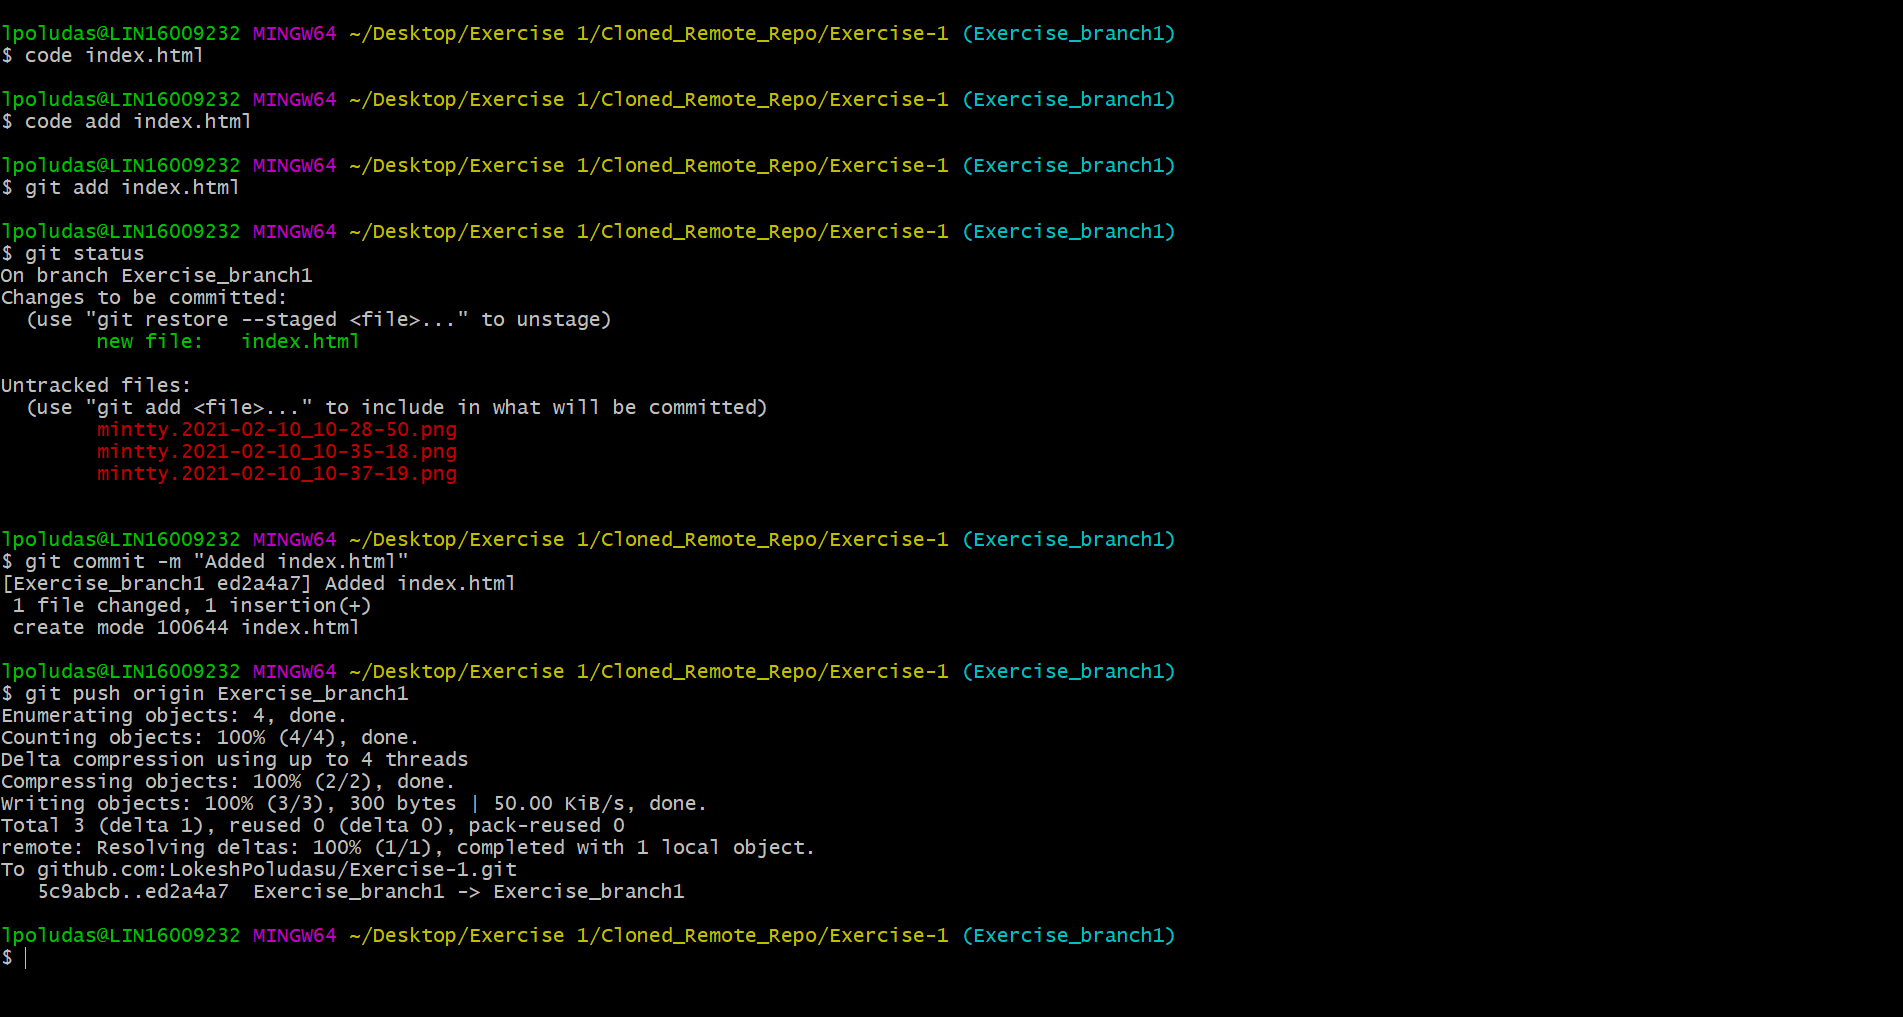 lpoludas@LIN16009232 MINGW64 ~/Desktop/Exercise 1/Cloned_Remote_Repo/Exercise-1 (Exercise_branch1)
$ code index.html
lpoludas@LIN16009232 MINGW64 ~/Desktop/Exercise 1/Cloned_Remote_Repo/Exercise-1 (Exercise_branch1)
$ code add index.html
lpoludas@LIN16009232 MINGW64 ~/Desktop/Exercise 1/Cloned_Remote_Repo/Exercise-1 (Exercise_branch1)
$ git add index.html
lpoludas@LIN16009232 MINGW64 ~/Desktop/Exercise 1/Cloned_Remote_Repo/Exercise-1 (Exercise_branch1)
$ git status
On branch Exercise_branch1
Changes to be committed:
  (use "git restore --staged <file>..." to unstage)
        new file:   index.html
Untracked files:
  (use "git add <file>..." to include in what will be committed)
        mintty.2021-02-10_10-28-50.png
        mintty.2021-02-10_10-35-18.png
        mintty.2021-02-10_10-37-19.png
lpoludas@LIN16009232 MINGW64 ~/Desktop/Exercise 1/Cloned_Remote_Repo/Exercise-1 (Exercise_branch1)
$ git commit -m "Added index.html"
[Exercise_branch1 ed2a4a7] Added index.html
 1 file changed, 1 insertion(+)
 create mode 100644 index.html
lpoludas@LIN16009232 MINGW64 ~/Desktop/Exercise 1/Cloned_Remote_Repo/Exercise-1 (Exercise_branch1)
$ git push origin Exercise_branch1
Enumerating objects: 4, done.
Counting objects: 100% (4/4), done.
Delta compression using up to 4 threads
Compressing objects: 100% (2/2), done.
Writing objects: 100% (3/3), 300 bytes | 50.00 KiB/s, done.
Total 3 (delta 1), reused 0 (delta 0), pack-reused 0
remote: Resolving deltas: 100% (1/1), completed with 1 local object.
To github.com:LokeshPoludasu/Exercise-1.git
   5c9abcb..ed2a4a7  Exercise_branch1 -> Exercise_branch1
lpoludas@LIN16009232 MINGW64 ~/Desktop/Exercise 1/Cloned_Remote_Repo/Exercise-1 (Exercise_branch1)
$